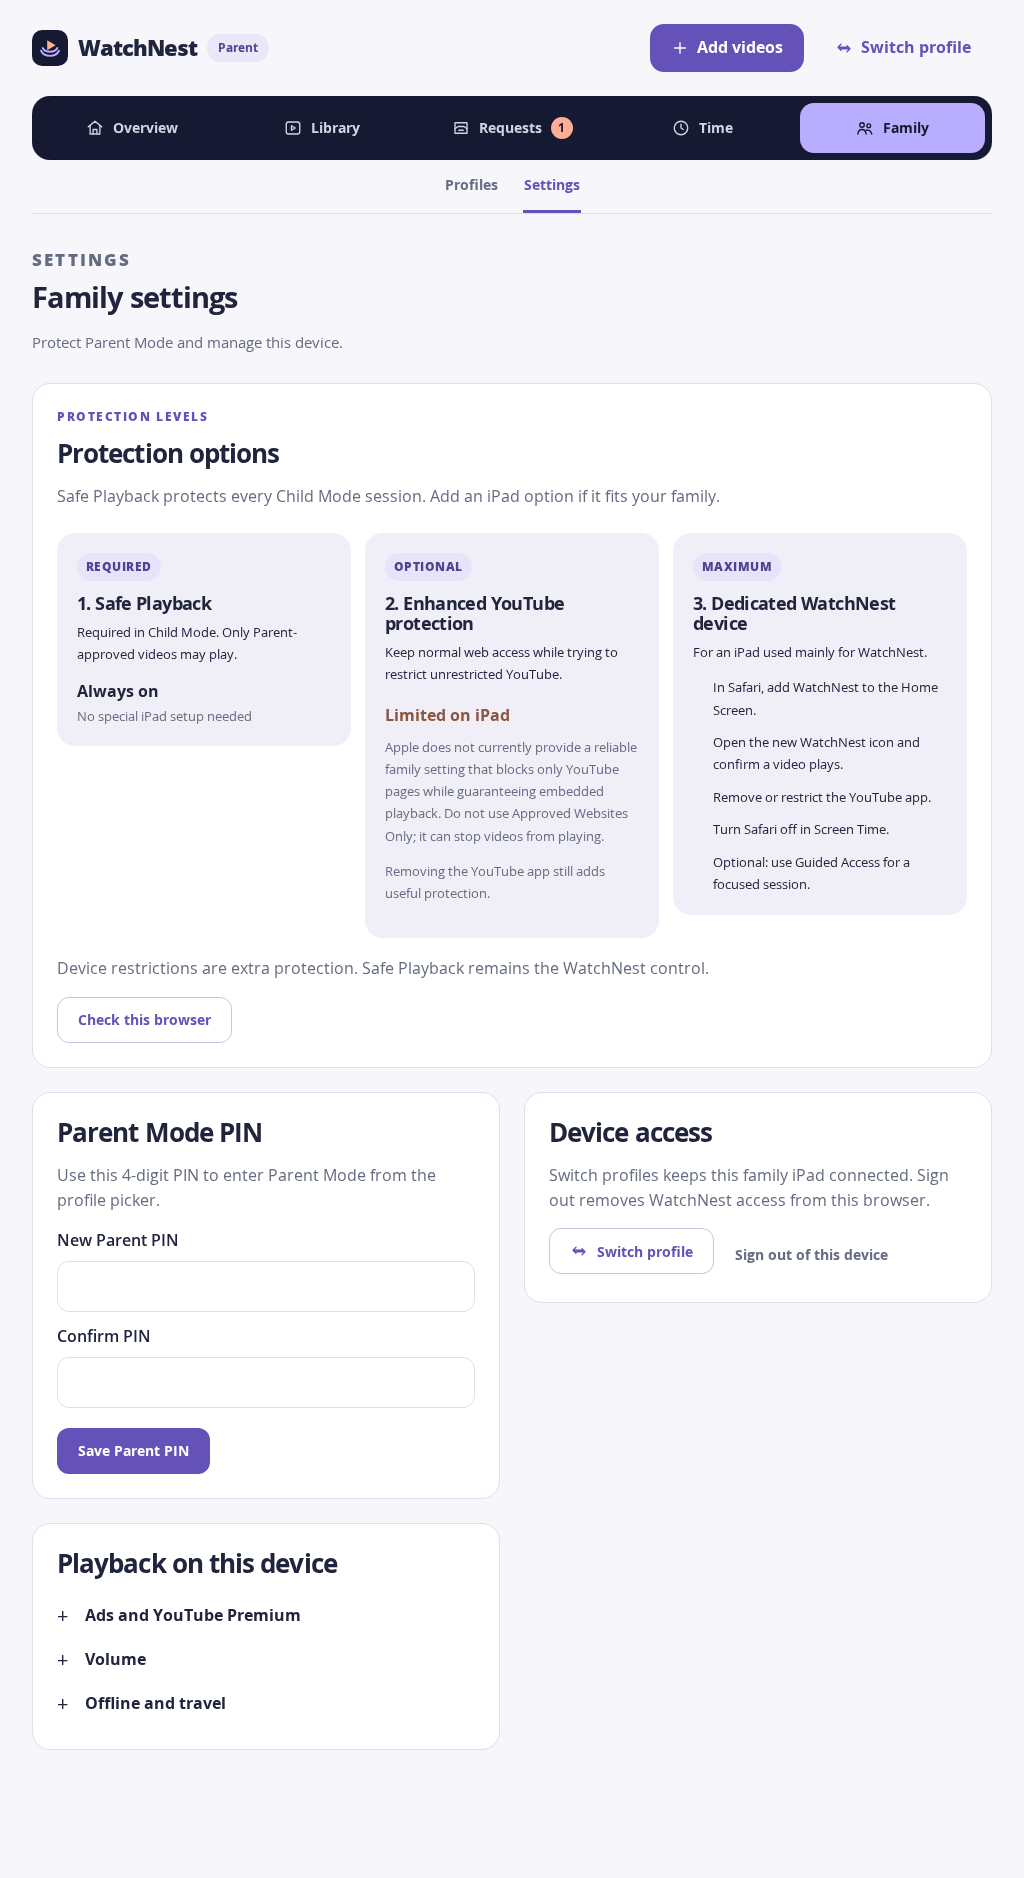 WatchNest
Parent
Add videos
Switch profile
Overview
Library
Requests 1
Time
Family
Profiles
Settings
SETTINGS
Family settings
Protect Parent Mode and manage this device.
PROTECTION LEVELS
Protection options
Safe Playback protects every Child Mode session. Add an iPad option if it fits your family.
REQUIRED
1. Safe Playback
Required in Child Mode. Only Parent-
approved videos may play.
Always on
No special iPad setup needed
OPTIONAL
2. Enhanced YouTube
protection
Keep normal web access while trying to
restrict unrestricted YouTube.
Limited on iPad
Apple does not currently provide a reliable
family setting that blocks only YouTube
pages while guaranteeing embedded
playback. Do not use Approved Websites
Only; it can stop videos from playing.
Removing the YouTube app still adds
useful protection.
MAXIMUM
3. Dedicated WatchNest
device
For an iPad used mainly for WatchNest.
In Safari, add WatchNest to the Home
Screen.
Open the new WatchNest icon and
confirm a video plays.
Remove or restrict the YouTube app.
Turn Safari off in Screen Time.
Optional: use Guided Access for a
focused session.
Device restrictions are extra protection. Safe Playback remains the WatchNest control.
Check this browser
Parent Mode PIN
Use this 4-digit PIN to enter Parent Mode from the
profile picker.
New Parent PIN
Confirm PIN
Save Parent PIN
Device access
Switch profiles keeps this family iPad connected. Sign
out removes WatchNest access from this browser.
Switch profile
Sign out of this device
Playback on this device
+ Ads and YouTube Premium
+ Volume
+ Offline and travel